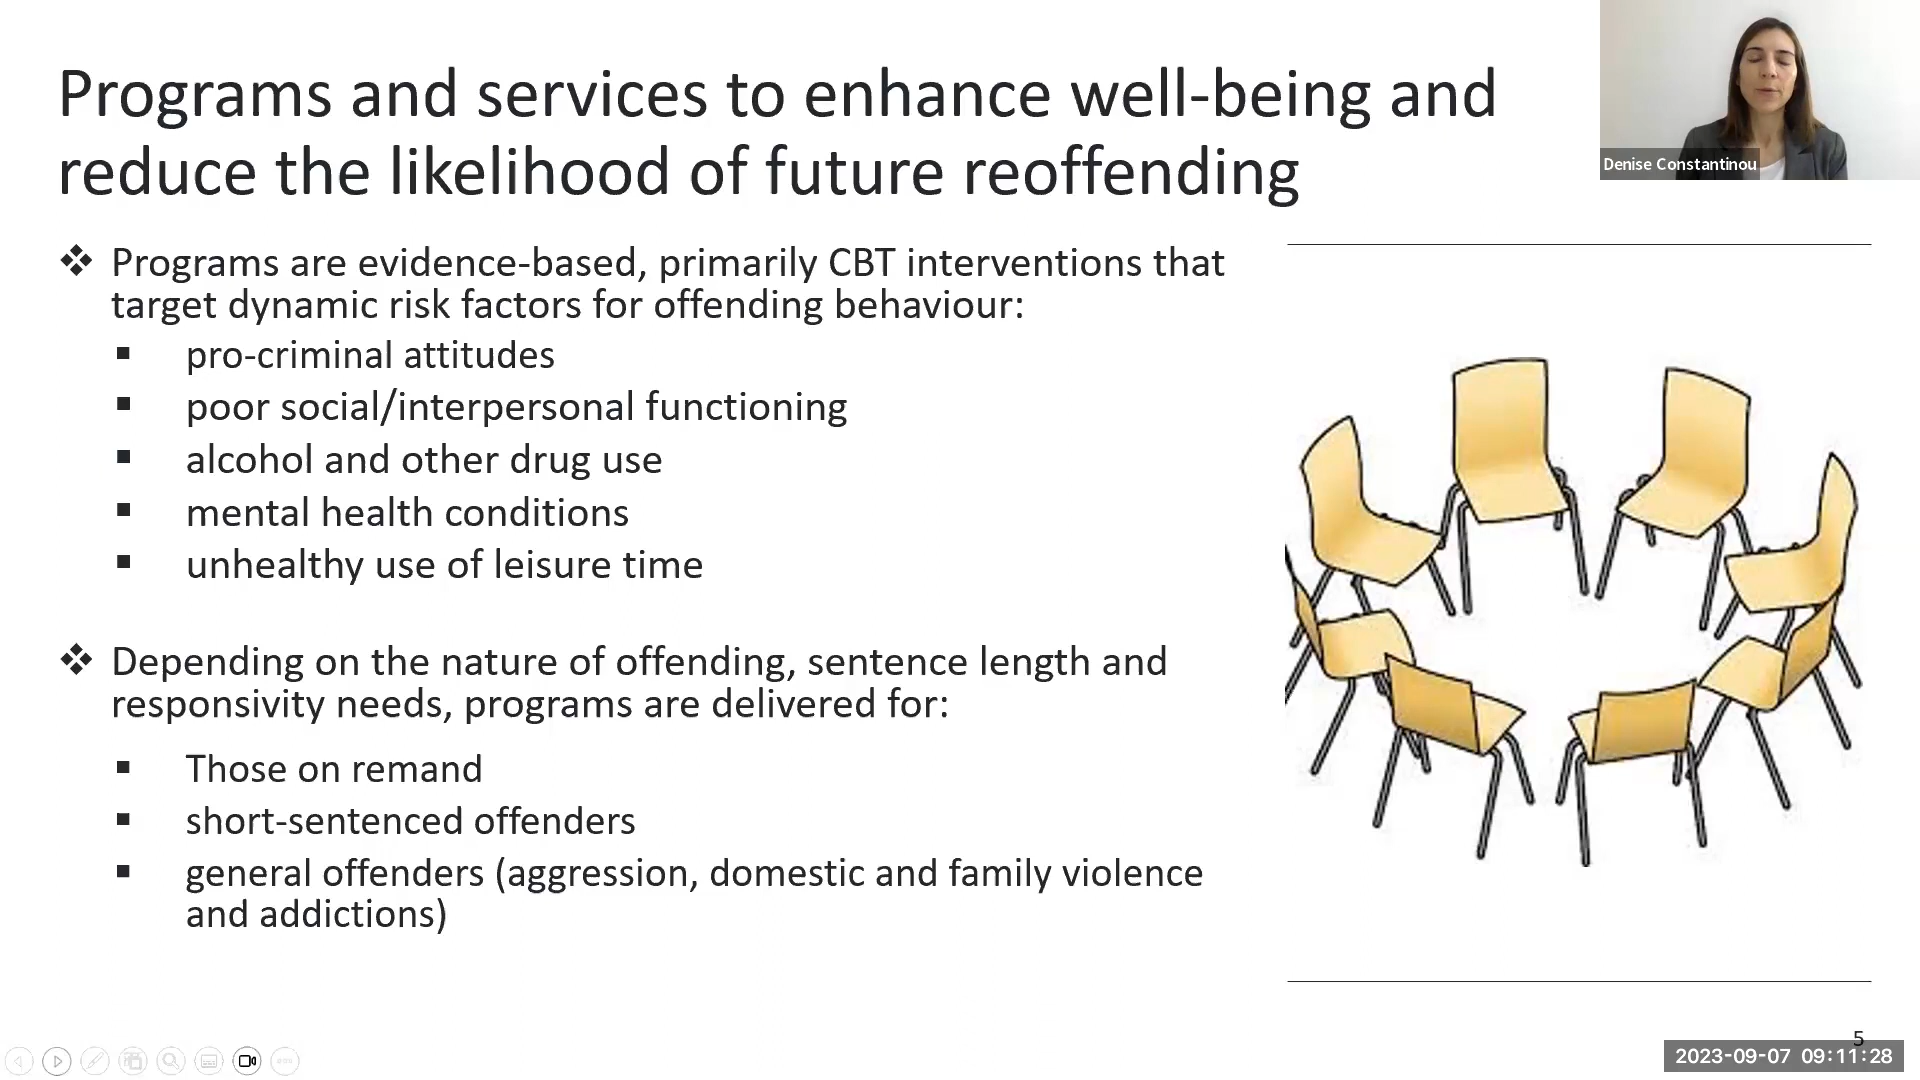 Programs and services to enhance well-being and
reduce the likelihood of future reoffending
Denise Constantinou
❖ Programs are evidence-based, primarily CBT interventions that
target dynamic risk factors for offending behaviour:
▪ pro-criminal attitudes
▪ poor social/interpersonal functioning
▪ alcohol and other drug use
▪ mental health conditions
▪ unhealthy use of leisure time
❖ Depending on the nature of offending, sentence length and
responsivity needs, programs are delivered for:
▪ Those on remand
▪ short-sentenced offenders
▪ general offenders (aggression, domestic and family violence
and addictions)
5
2023-09-07 09:11:28